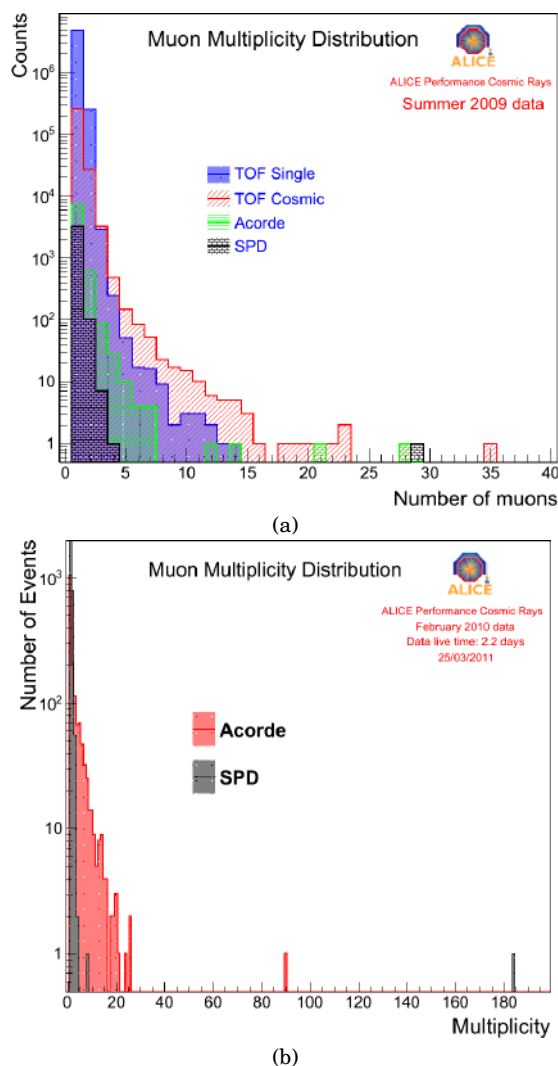 Counts
Muon Multiplicity Distribution
ALICE
ALICE Performance Cosmic Rays
Summer 2009 data
10^6
10^5
10^4
10^3
10^2
10
1
TOF Single
TOF Cosmic
Acorde
SPD
0 5 10 15 20 25 30 35 40
Number of muons
(a)
Number of Events
Muon Multiplicity Distribution
ALICE
ALICE Performance Cosmic Rays
February 2010 data
Data live time: 2.2 days
25/03/2011
10^3
10^2
10
1
Acorde
SPD
0 20 40 60 80 100 120 140 160 180
Multiplicity
(b)